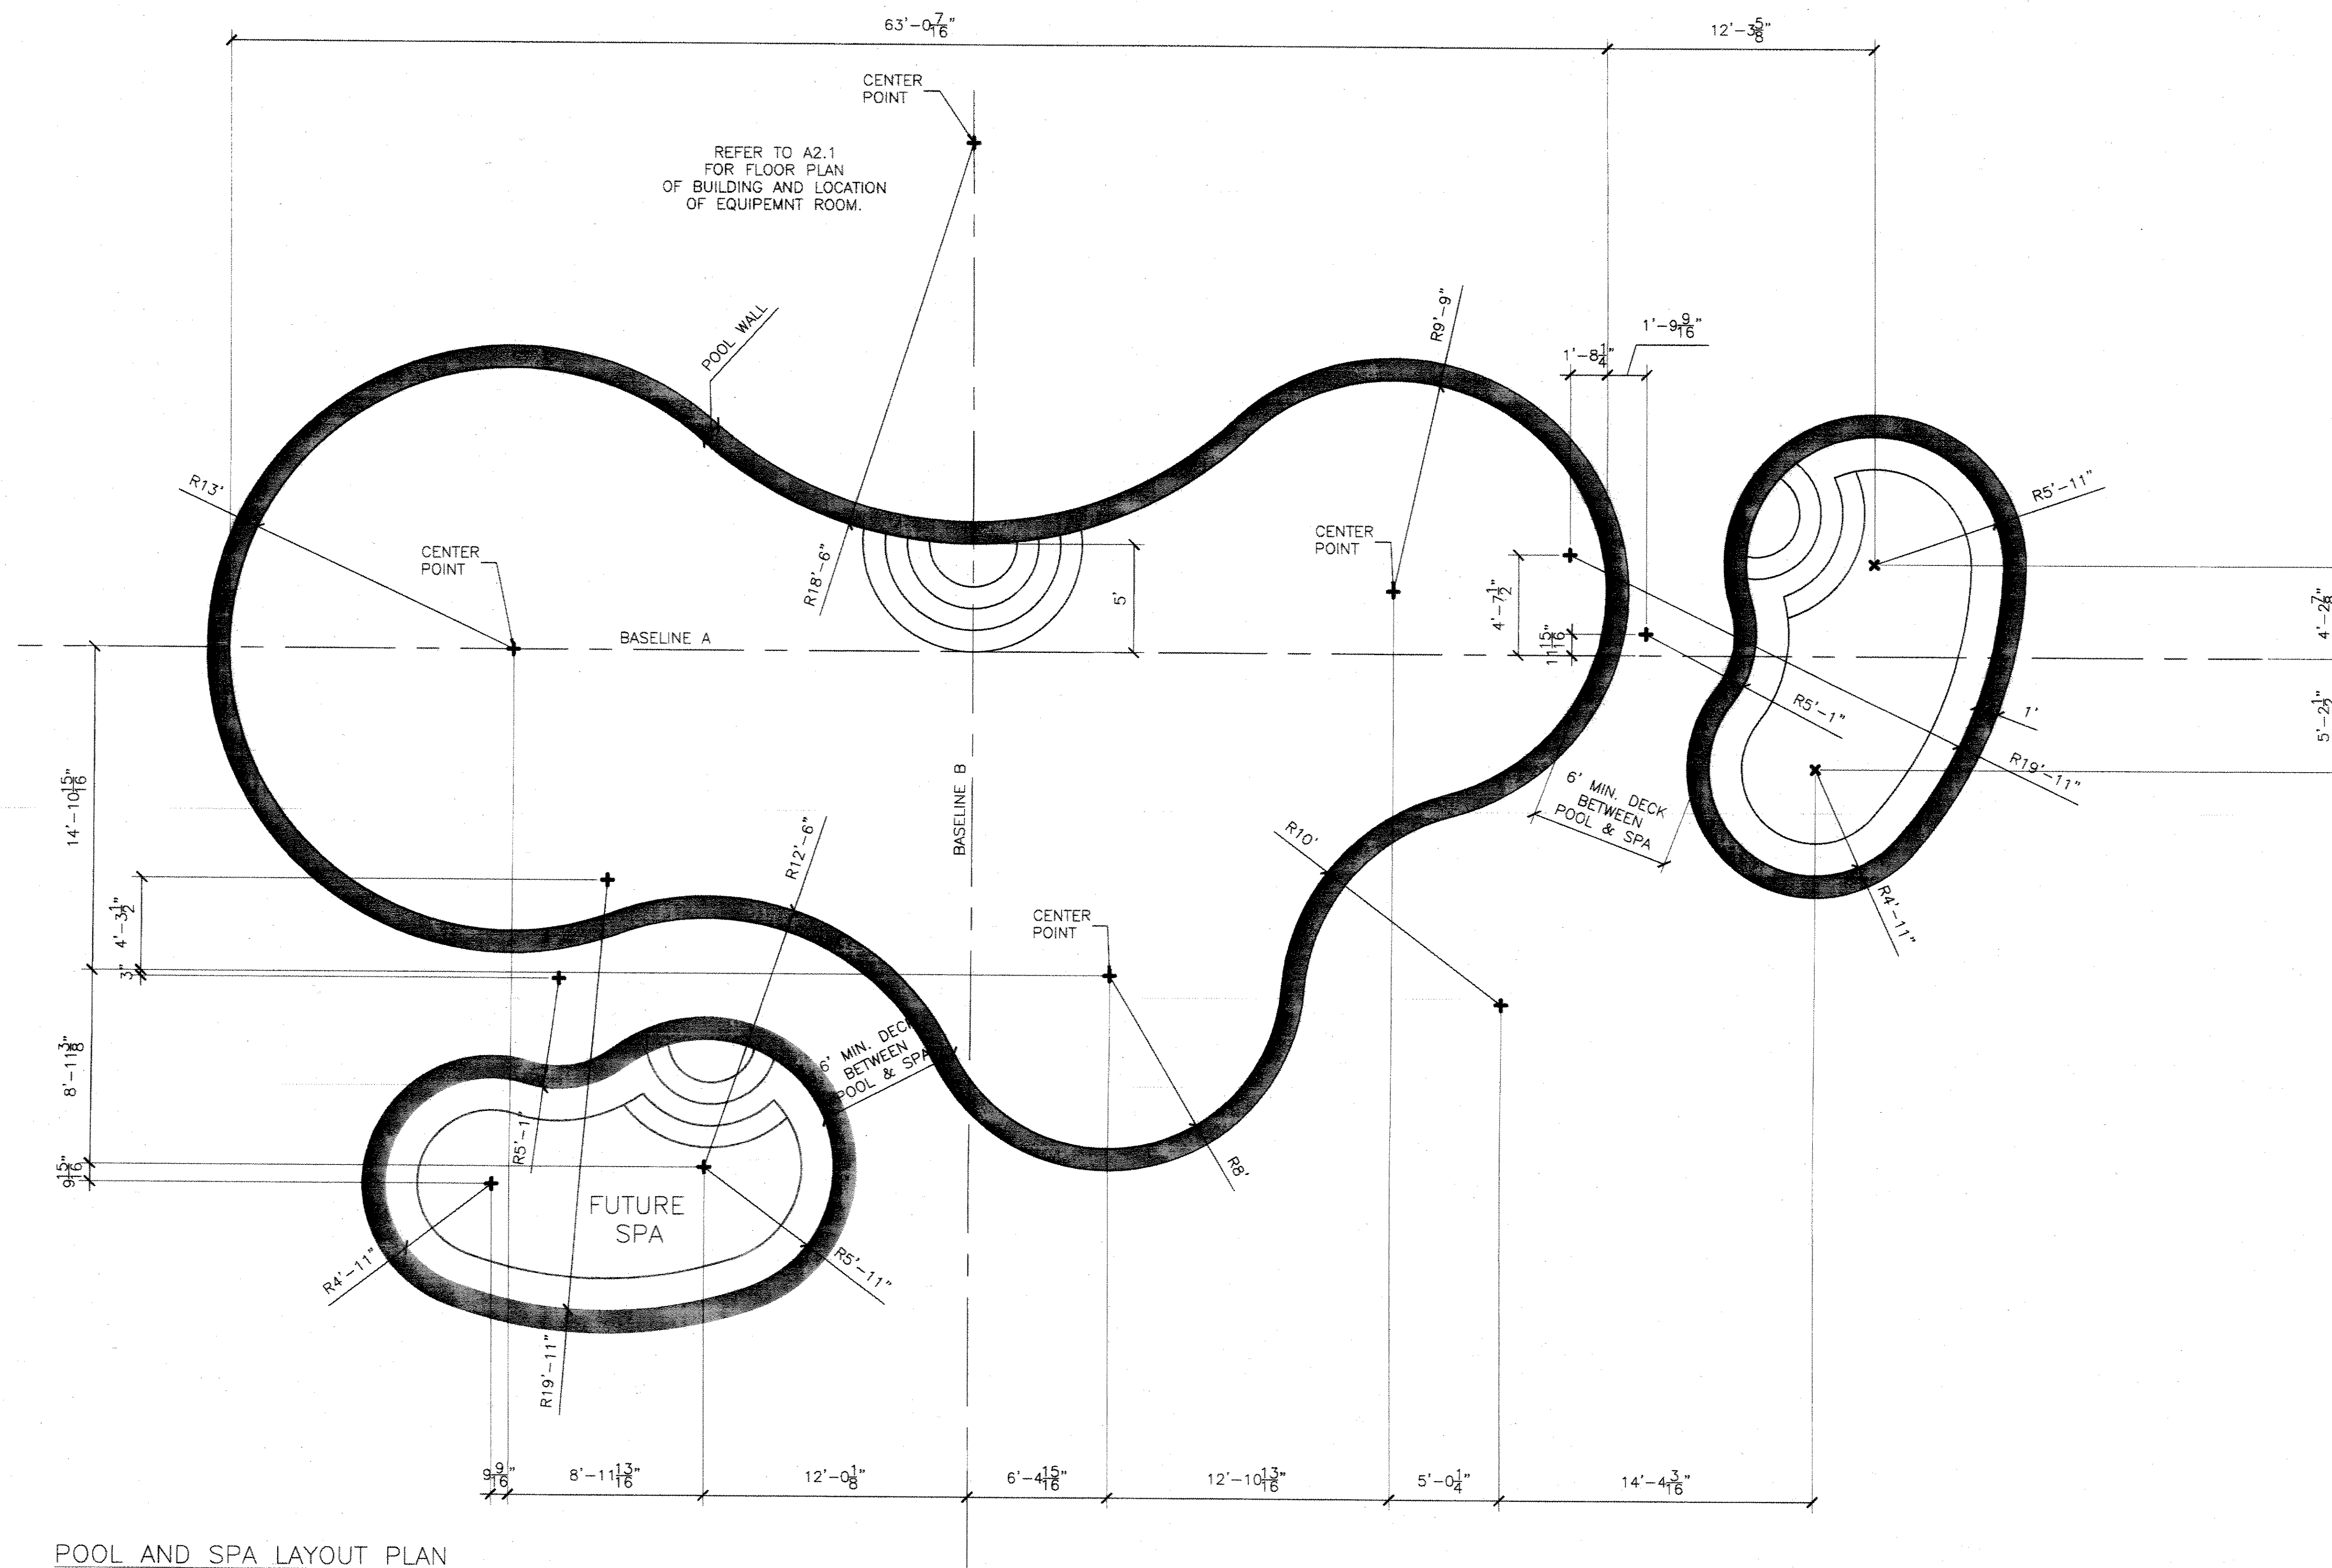 63'-0 7/16"
12'-3 5/8"
CENTER
POINT
REFER TO A2.1
FOR FLOOR PLAN
OF BUILDING AND LOCATION
OF EQUIPEMNT ROOM.
POOL WALL
R9'-9"
1'-9 9/16"
1'-8 1/4"
R13'
CENTER
POINT
R18'-6"
5'
CENTER
POINT
R5'-11"
4'-7 1/2"
11 15/16"
4'-2 7/8"
BASELINE A
R5'-1"
1'
R19'-11"
5'-2 1/2"
6' MIN. DECK
BETWEEN
POOL & SPA
14'-10 15/16"
BASELINE B
R12'-6"
R10'
R4'-11"
4'-3 1/2"
3"
CENTER
POINT
8'-11 3/8"
6' MIN. DECK
BETWEEN
POOL & SPA
R5'-1"
R8'
9 15/16"
FUTURE
SPA
R4'-11"
R5'-11"
R19'-11"
9 9/16"
8'-11 13/16"
12'-0 1/8"
6'-4 15/16"
12'-10 13/16"
5'-0 1/4"
14'-4 3/16"
POOL AND SPA LAYOUT PLAN